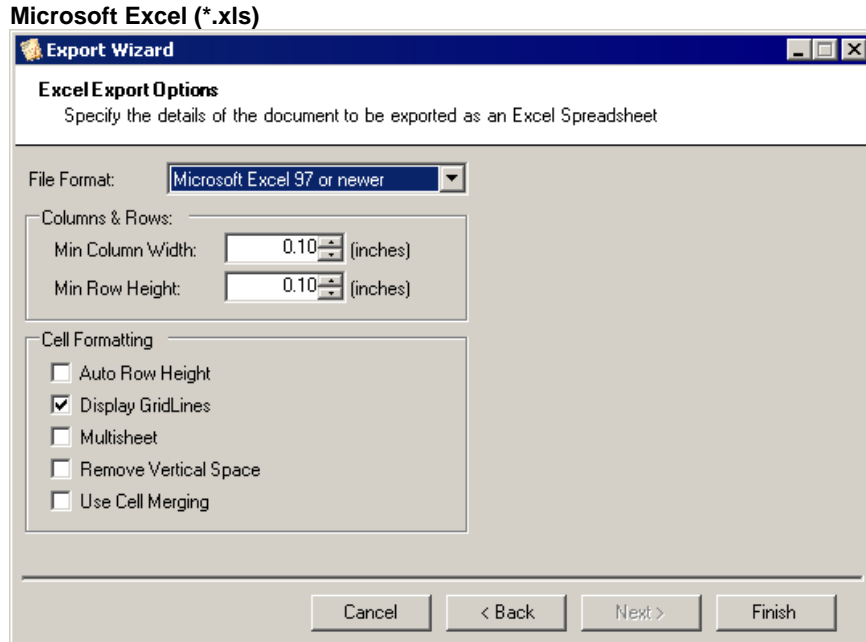 Microsoft Excel (*.xls)
Export Wizard
Excel Export Options
Specify the details of the document to be exported as an Excel Spreadsheet
File Format: Microsoft Excel 97 or newer
Columns & Rows:
Min Column Width: 0.10 (inches)
Min Row Height: 0.10 (inches)
Cell Formatting
Auto Row Height
Display GridLines
Multisheet
Remove Vertical Space
Use Cell Merging
Cancel < Back Next > Finish